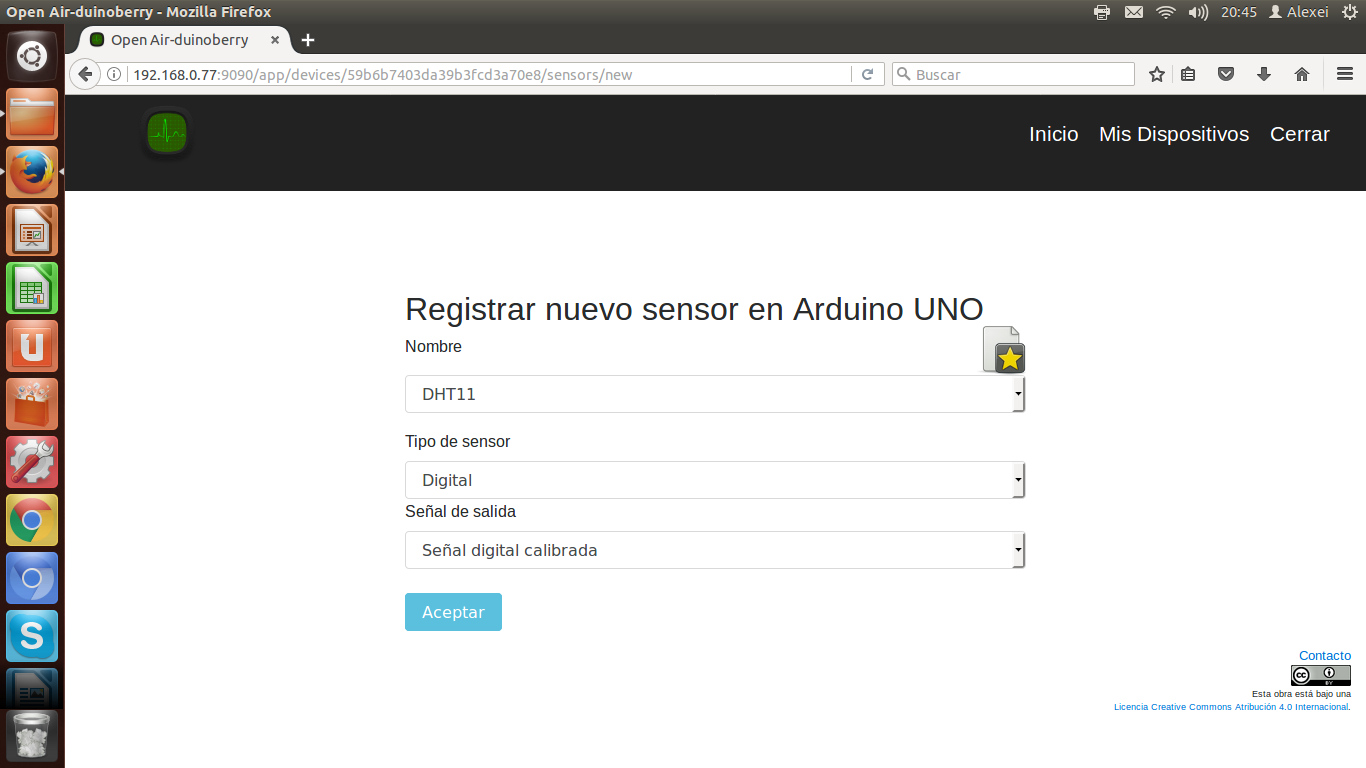 Open Air-duinoberry - Mozilla Firefox
20:45 Alexei
Open Air-duinoberry
192.168.0.77:9090/app/devices/59b6b7403da39b3fcd3a70e8/sensors/new
Buscar
Inicio Mis Dispositivos Cerrar
Registrar nuevo sensor en Arduino UNO
Nombre
DHT11
Tipo de sensor
Digital
Señal de salida
Señal digital calibrada
Aceptar
Contacto
cc
BY
Esta obra está bajo una
Licencia Creative Commons Atribución 4.0 Internacional.